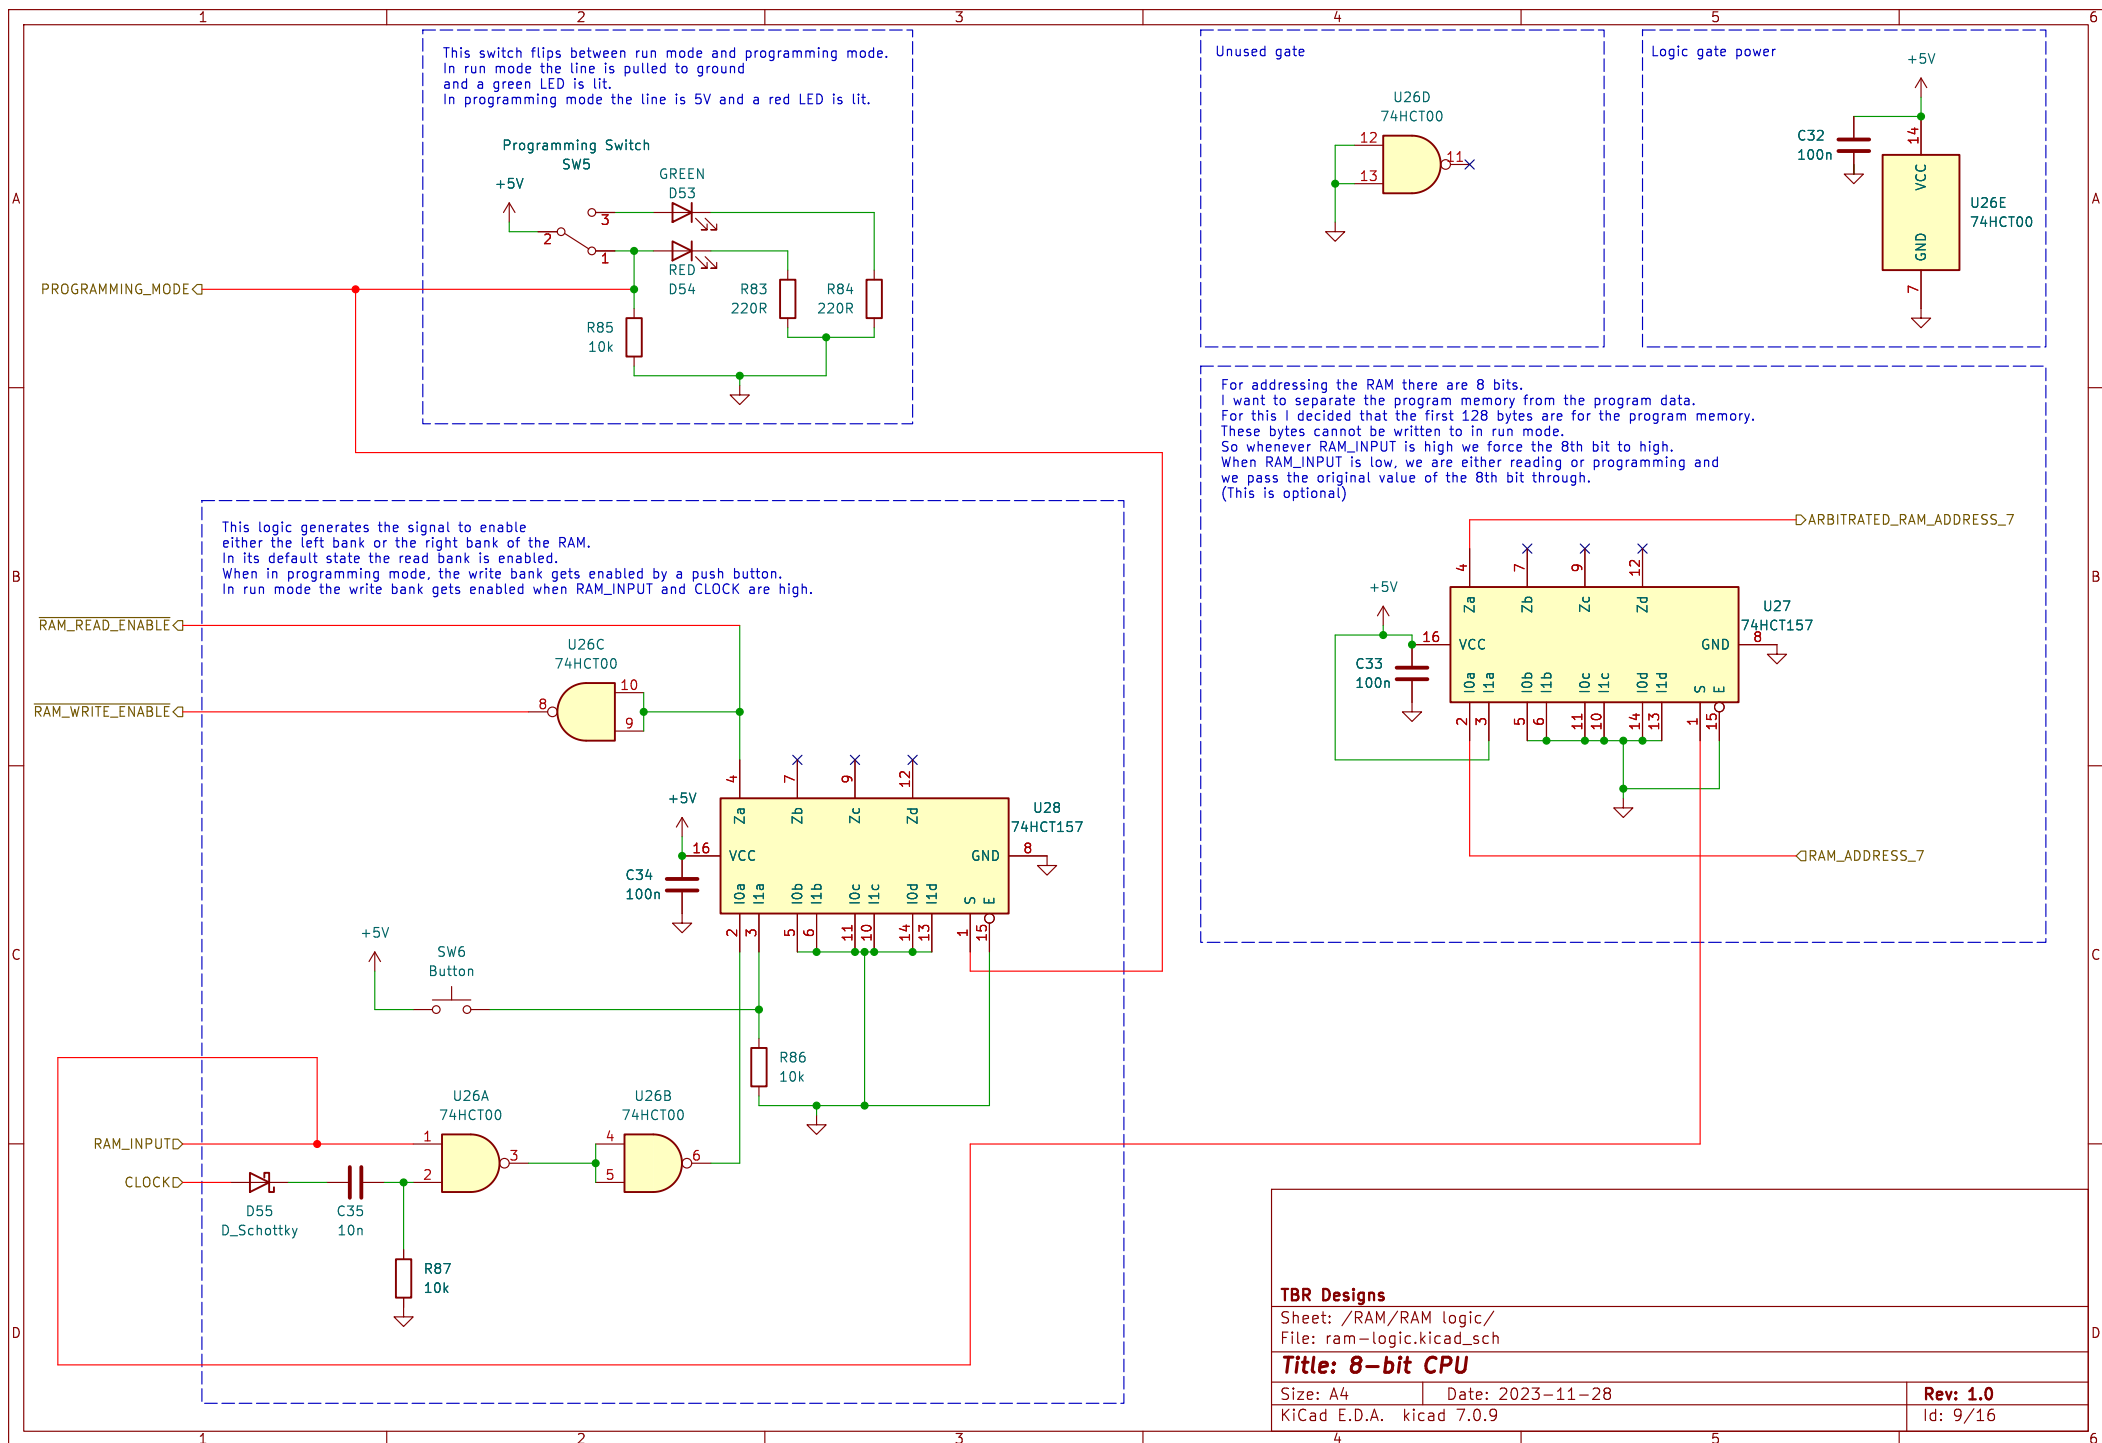 1 2 3 4 5 6
This switch flips between run mode and programming mode.
In run mode the line is pulled to ground
and a green LED is lit.
In programming mode the line is 5V and a red LED is lit.
Programming Switch
SW5
+5V
GREEN
D53
3
2
1
RED
D54
R83
220R
R84
220R
R85
10k
PROGRAMMING_MODE
Unused gate
U26D
74HCT00
12
13
11
Logic gate power
+5V
C32
100n
14
VCC
GND
7
U26E
74HCT00
A
A
For addressing the RAM there are 8 bits.
I want to separate the program memory from the program data.
For this I decided that the first 128 bytes are for the program memory.
These bytes cannot be written to in run mode.
So whenever RAM_INPUT is high we force the 8th bit to high.
When RAM_INPUT is low, we are either reading or programming and
we pass the original value of the 8th bit through.
(This is optional)
ARBITRATED_RAM_ADDRESS_7
4 7 9 12
Za Zb Zc Zd
+5V
U27
74HCT157
16 VCC
GND 8
C33
100n
I0a I1a I0b I1b I0c I1c I0d I1d S E
2 3 5 6 11 10 14 13 1 15
RAM_ADDRESS_7
B
B
This logic generates the signal to enable
either the left bank or the right bank of the RAM.
In its default state the read bank is enabled.
When in programming mode, the write bank gets enabled by a push button.
In run mode the write bank gets enabled when RAM_INPUT and CLOCK are high.
RAM_READ_ENABLE
U26C
74HCT00
10
9
8
RAM_WRITE_ENABLE
4 7 9 12
Za Zb Zc Zd
+5V
U28
74HCT157
16 VCC
GND 8
C34
100n
I0a I1a I0b I1b I0c I1c I0d I1d S E
2 3 5 6 11 10 14 13 1 15
C
C
+5V
SW6
Button
R86
10k
U26A
74HCT00
U26B
74HCT00
RAM_INPUT
1
2
3
4
5
6
CLOCK
D55
D_Schottky
C35
10n
R87
10k
D
D
TBR Designs
Sheet: /RAM/RAM logic/
File: ram-logic.kicad_sch
Title: 8-bit CPU
Size: A4 Date: 2023-11-28 Rev: 1.0
KiCad E.D.A. kicad 7.0.9 Id: 9/16
1 2 3 4 5 6